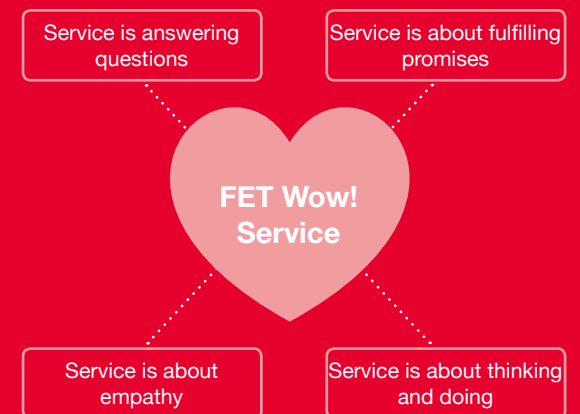 Service is answering
questions
Service is about fulfilling
promises
FET Wow!
Service
Service is about
empathy
Service is about thinking
and doing